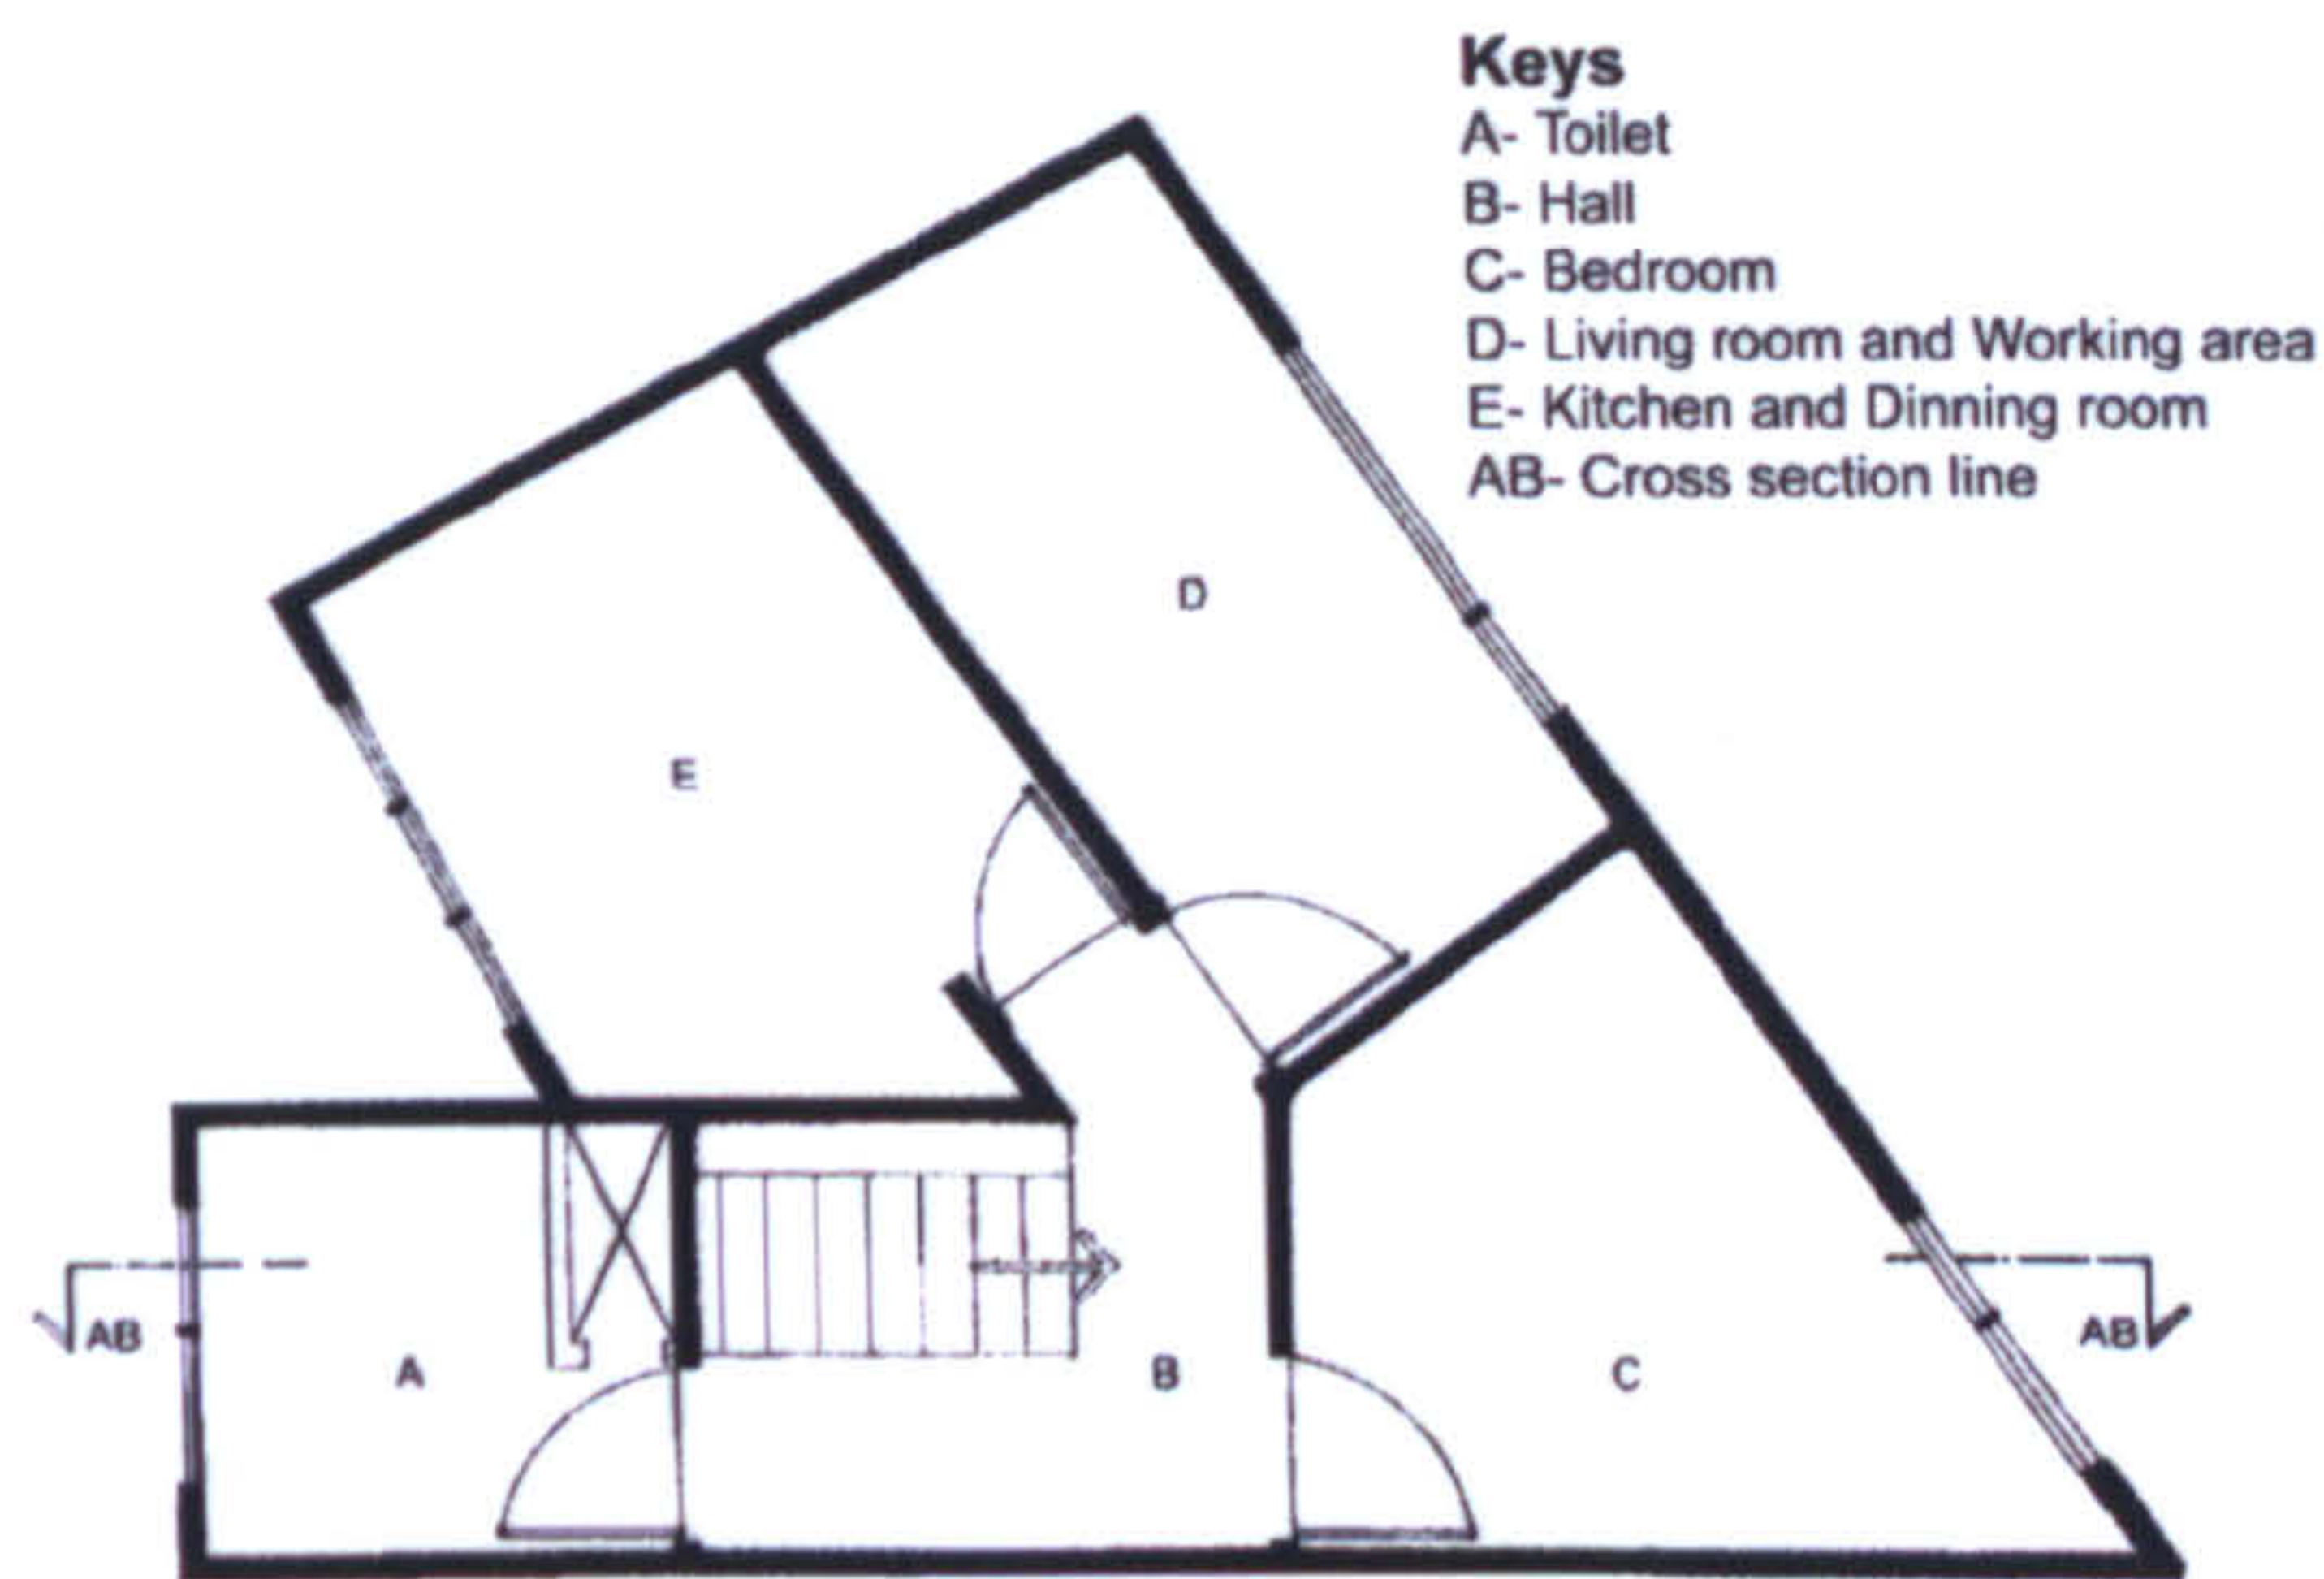 Keys
A- Toilet
B- Hall
C- Bedroom
D- Living room and Working area
E- Kitchen and Dinning room
AB- Cross section line
D
E
AB
AB
A
B
C